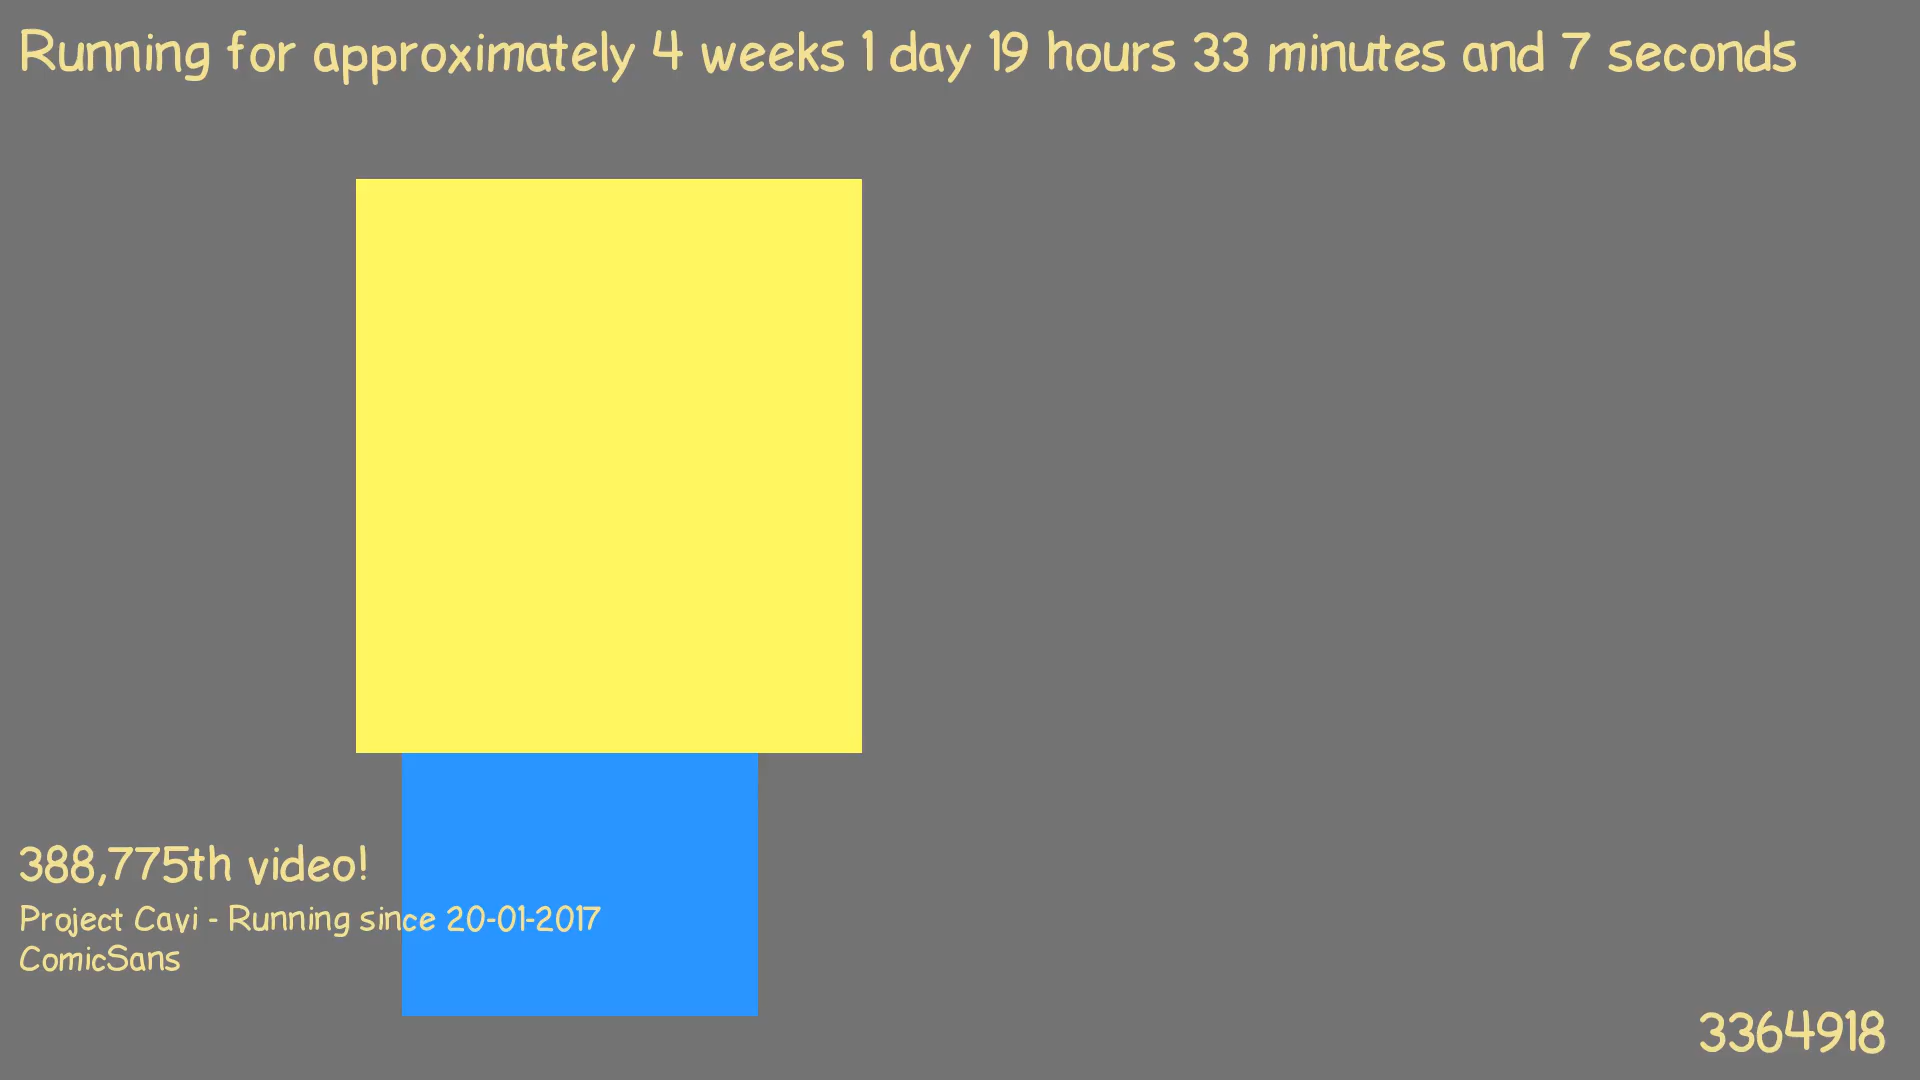 Running for approximately 4 weeks 1 day 19 hours 33 minutes and 7 seconds
388,775th video!
Project Cavi - Running since 20-01-2017
ComicSans
3364918